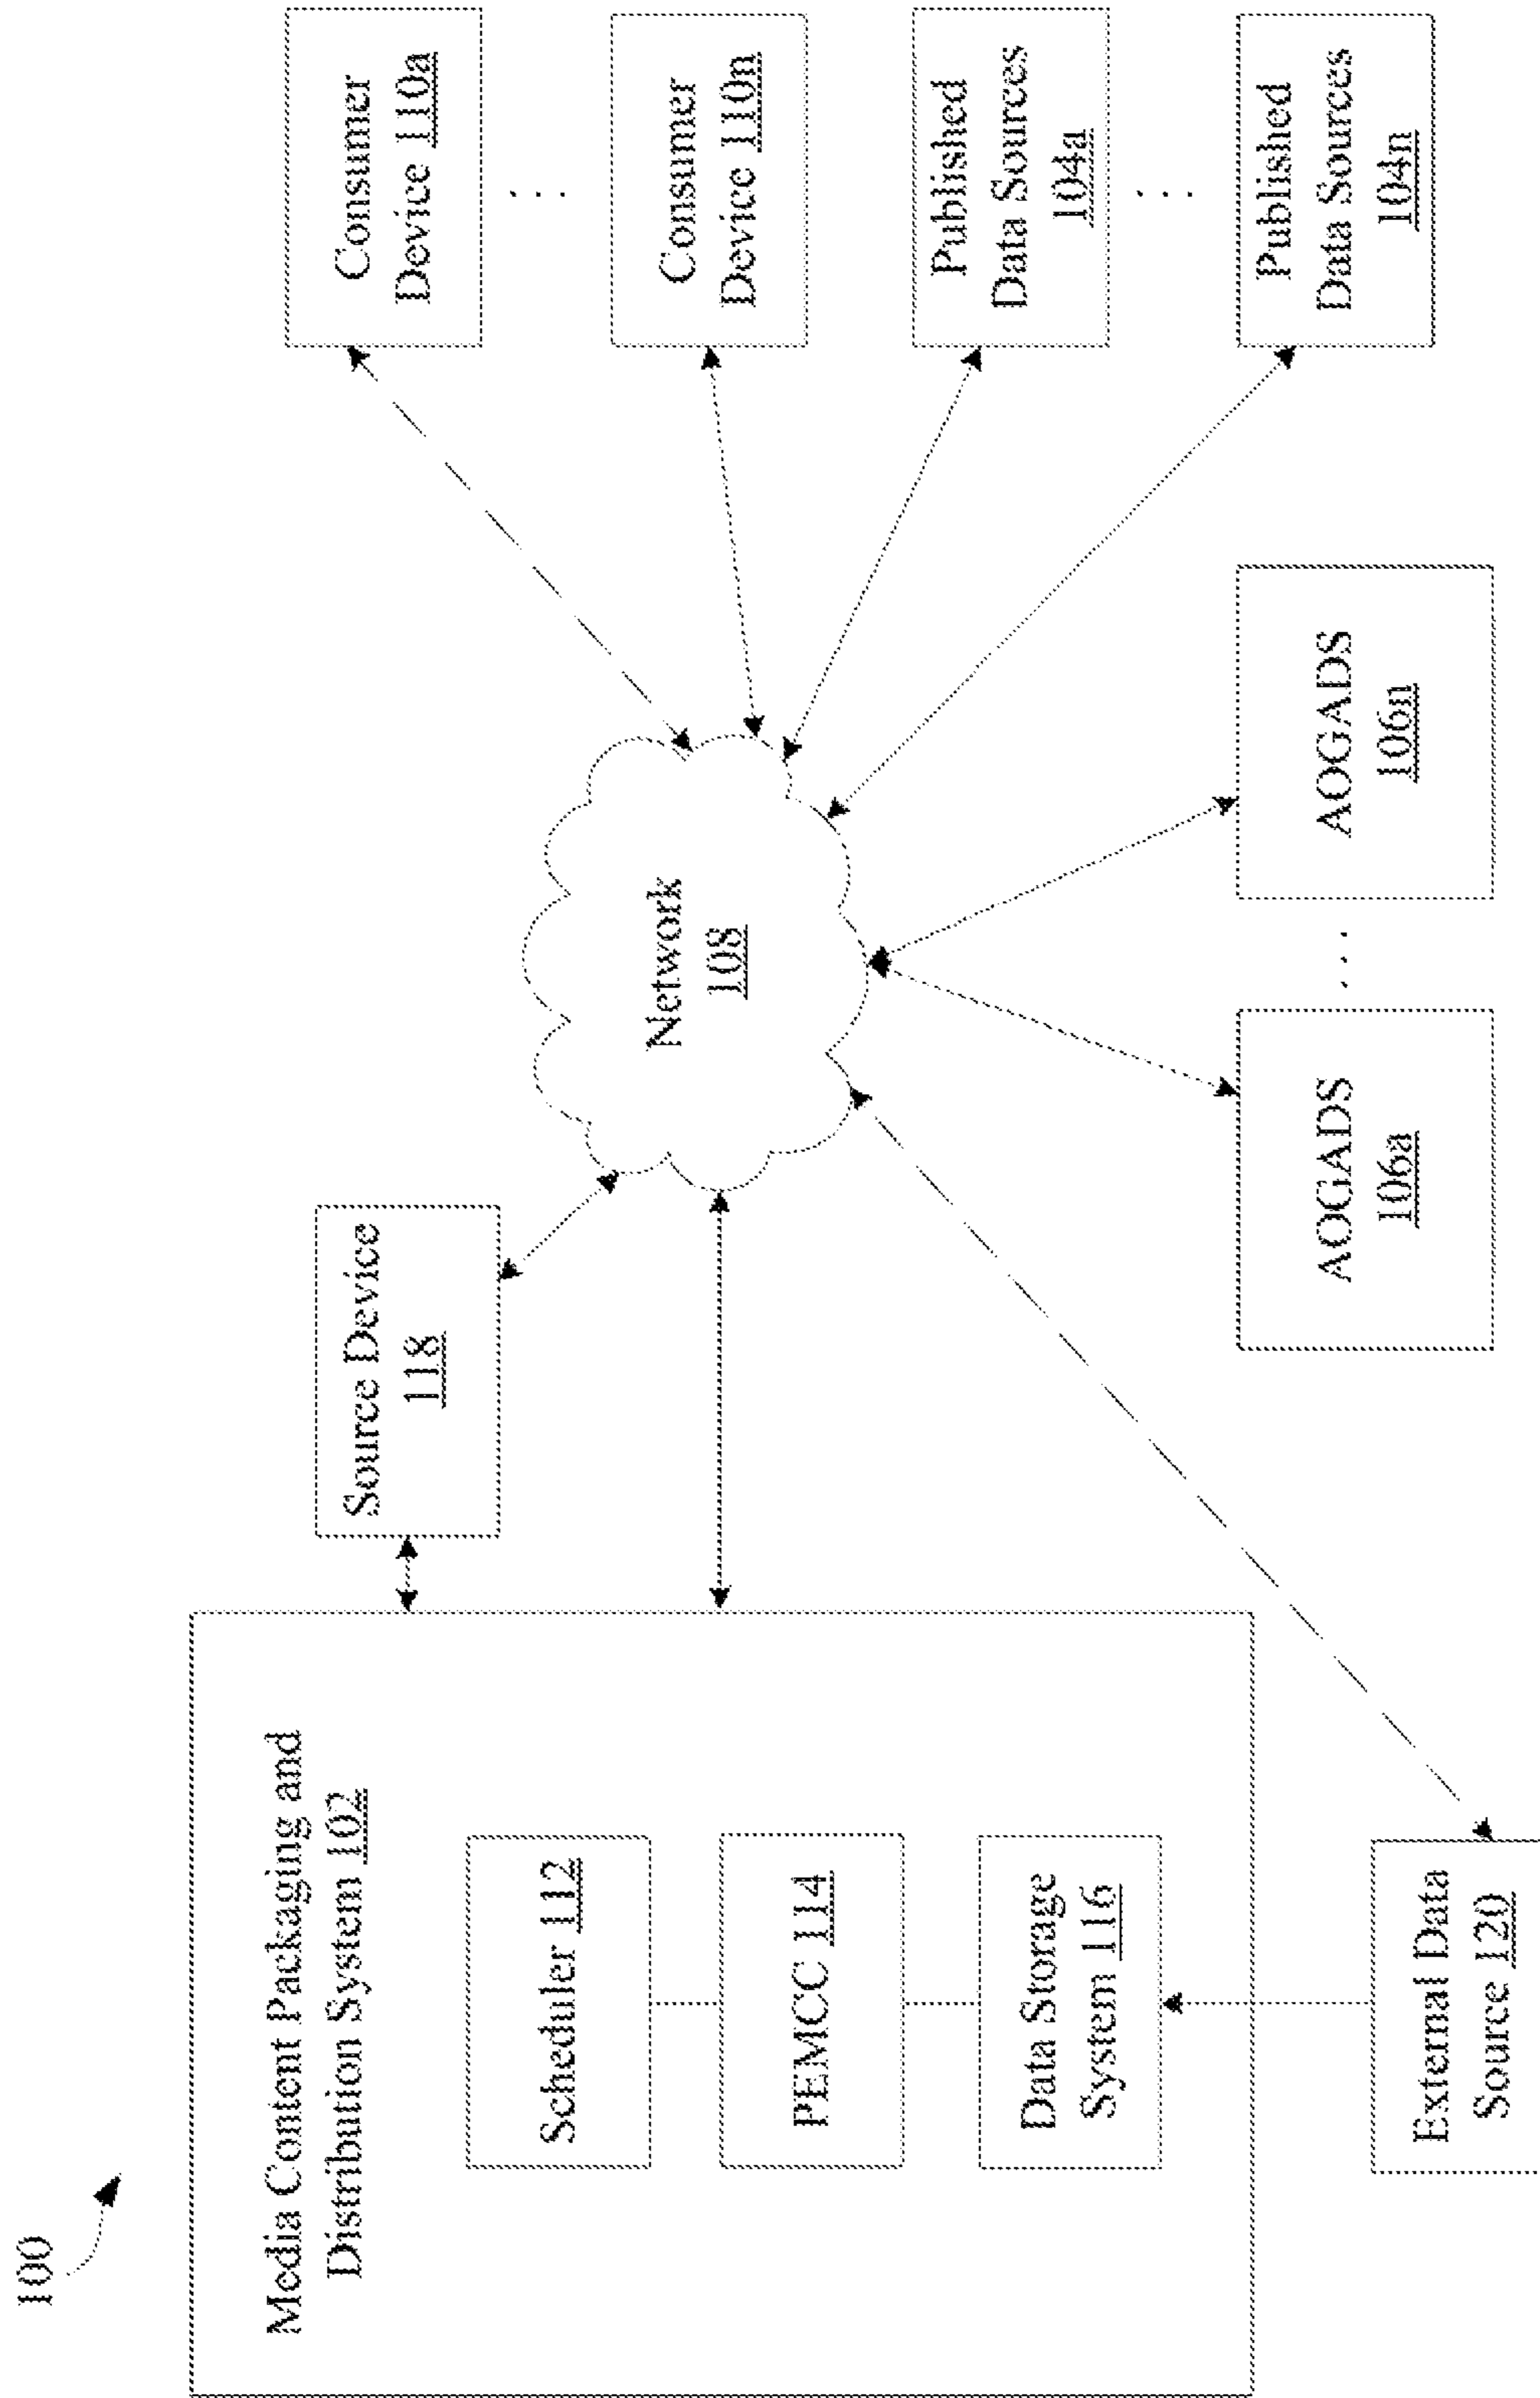 100
Media Content Packaging and
Distribution System 102
Scheduler 112
PEMCC 114
Data Storage
System 116
External Data
Source 120
Source Device
118
Network
108
AOGADS
106a
. . .
AOGADS
106n
Consumer
Device 110a
. . .
Consumer
Device 110n
Published
Data Sources
104a
. . .
Published
Data Sources
104n